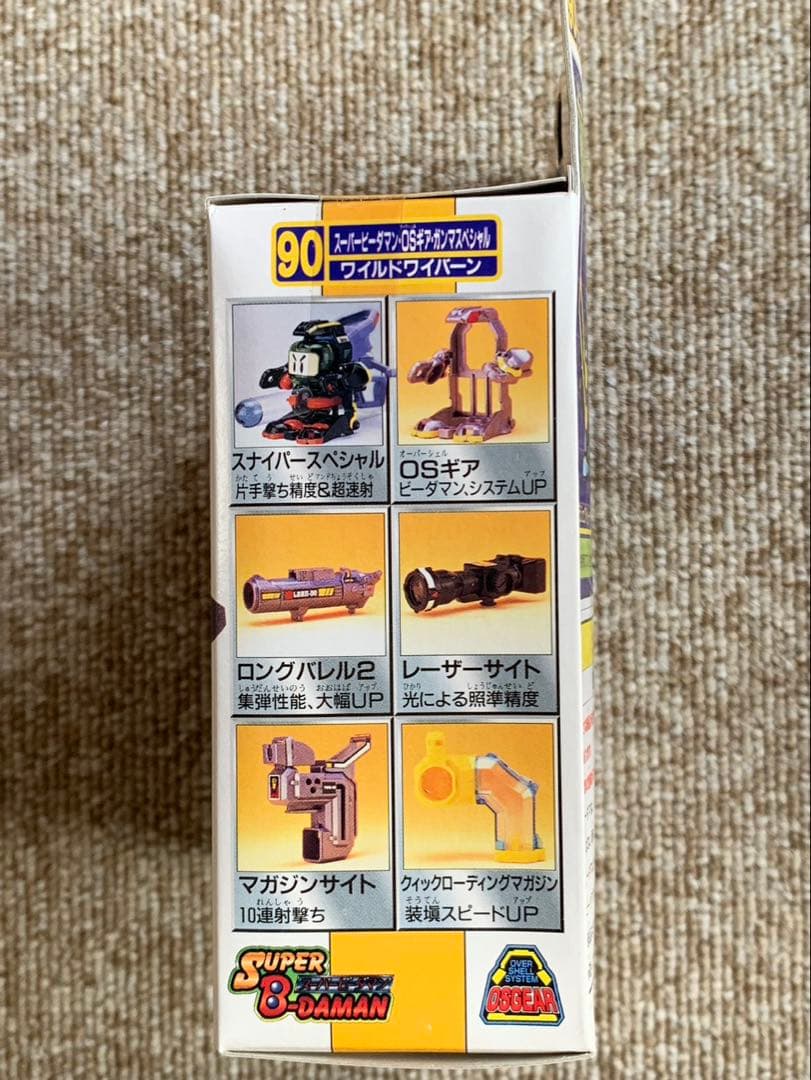 90
スーパービーダマン・OSギア・ガンマスペシャル
ワイルドワイバーン
スナイパースペシャル
片手撃ち精度&超速射
OSギア
ビーダマン、システムUP
ロングバレル2
集弾性能、大幅UP
レーザーサイト
光による照準精度
マガジンサイト
10連射撃ち
クィックローディングマガジン
装塡スピードUP
SUPER
スーパービーダマン
B-DAMAN
OVER
SHELL
SYSTEM
OSGEAR